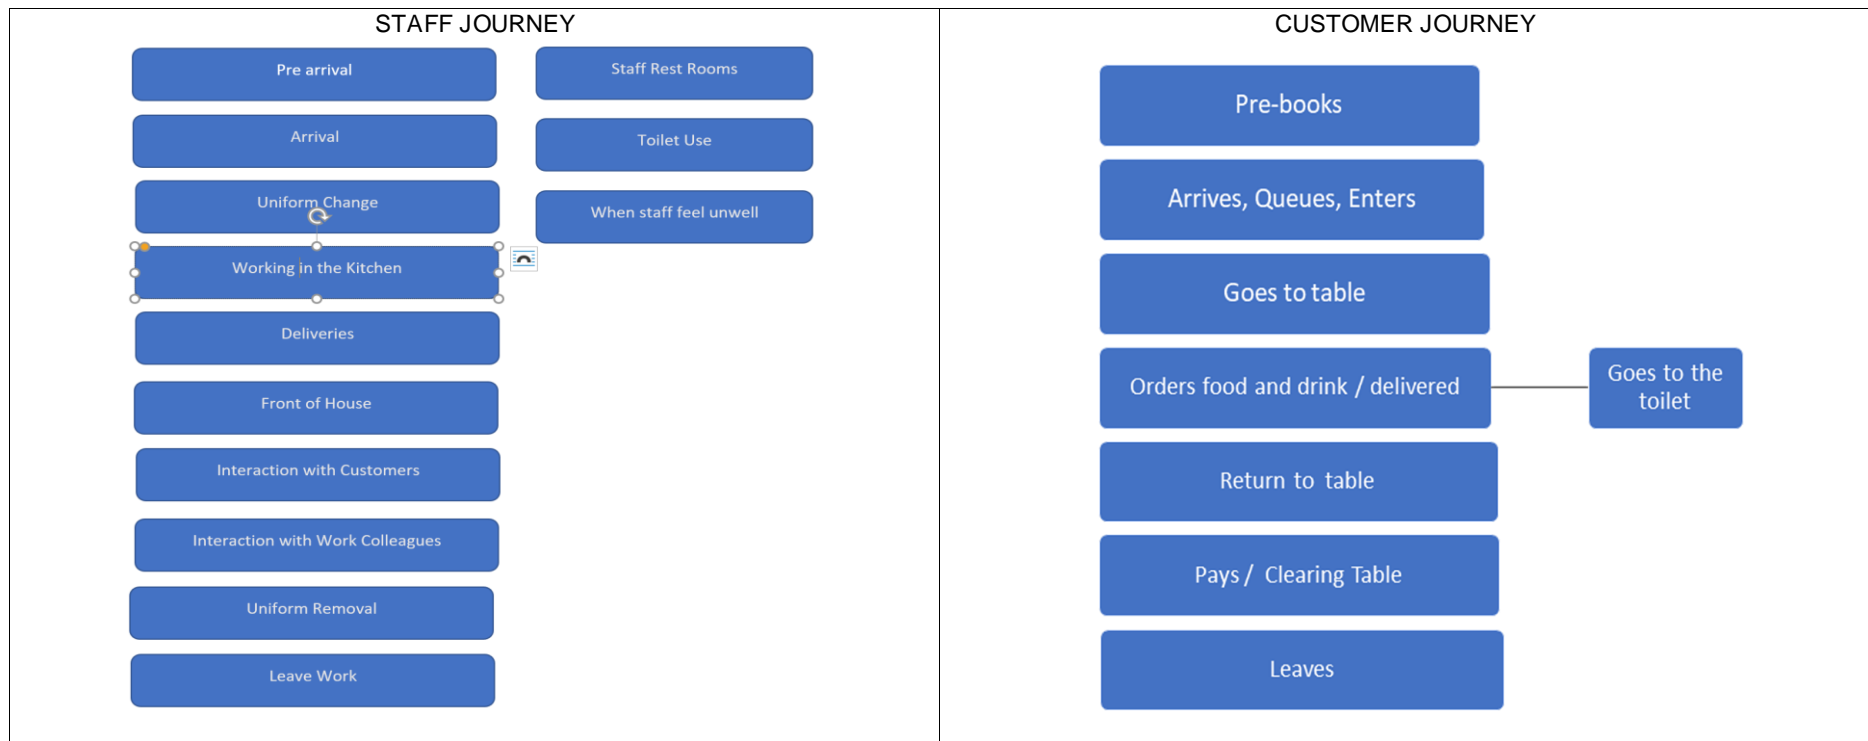 STAFF JOURNEY
Pre arrival
Arrival
Uniform Change
Working in the Kitchen
Deliveries
Front of House
Interaction with Customers
Interaction with Work Colleagues
Uniform Removal
Leave Work
Staff Rest Rooms
Toilet Use
When staff feel unwell
CUSTOMER JOURNEY
Pre-books
Arrives, Queues, Enters
Goes to table
Orders food and drink / delivered
Goes to the
toilet
Return to table
Pays / Clearing Table
Leaves